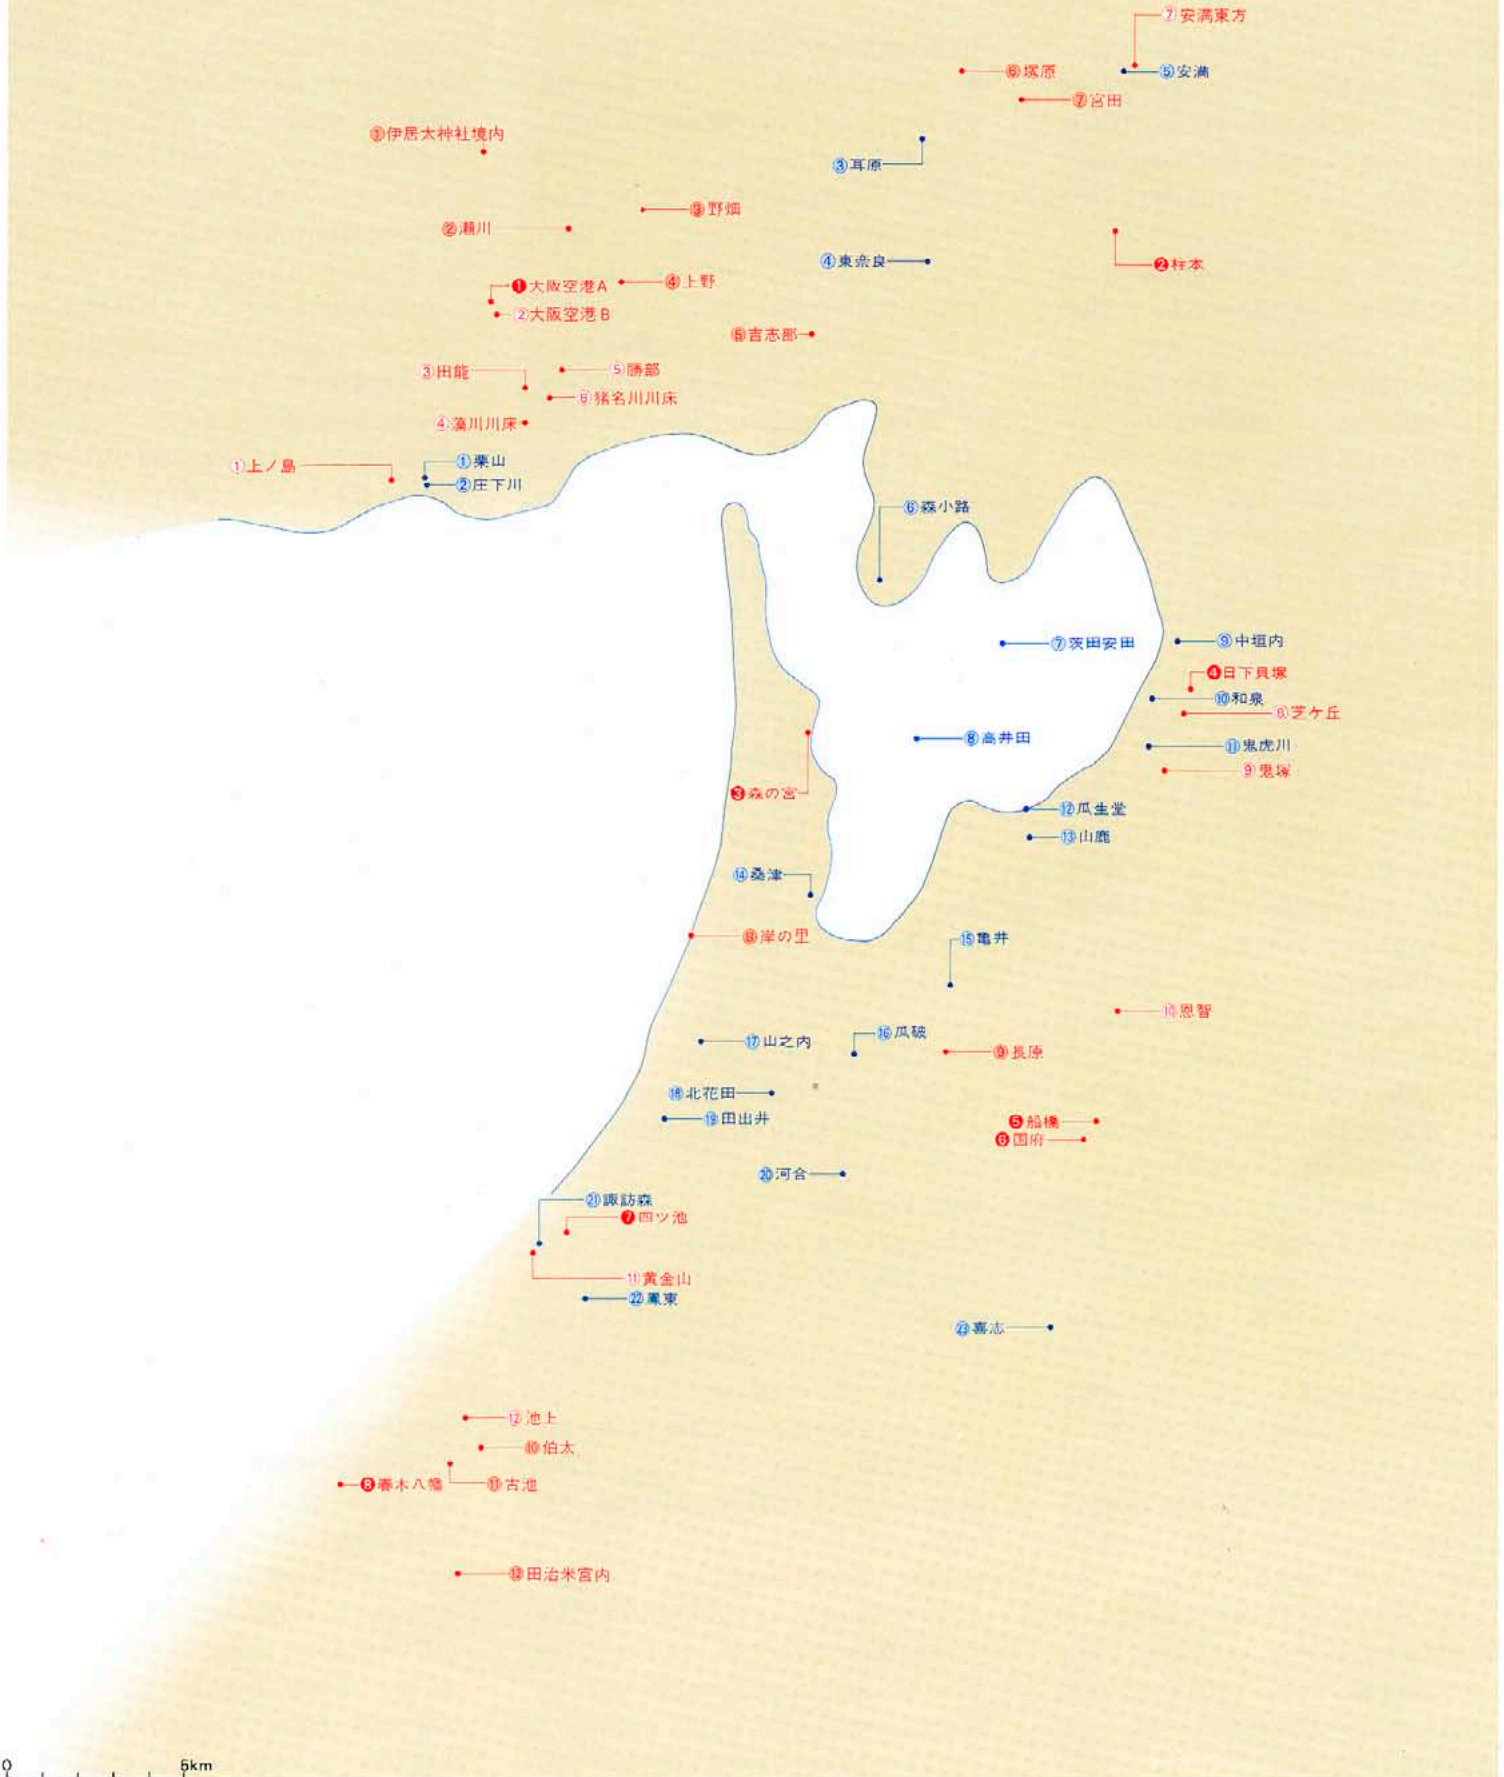 ⑦安満東方
⑥塚原
⑤安満
⑦宮田
①伊居太神社境内
③耳原
③野畑
②瀬川
④東奈良
❷柱本
❶大阪空港A
④上野
②大阪空港B
⑤吉志部
③田能
⑤勝部
⑥猪名川川床
④藻川川床
①上ノ島
①栗山
②庄下川
⑥森小路
⑦茨田安田
⑨中垣内
❹日下貝塚
⑩和泉
⑧芝ケ丘
⑧高井田
⑪鬼虎川
⑨鬼塚
❸森の宮
⑫瓜生堂
⑬山鹿
⑭桑津
⑧岸の里
⑮亀井
⑩恩智
⑯瓜破
⑰山之内
⑨長原
⑱北花田
⑲田出井
❺船橋
❻国府
⑳河合
㉑諏訪森
❼四ツ池
⑪黄金山
㉒鳳東
㉓喜志
⑫池上
⑩伯太
❽春木八幡
⑪古池
⑫田治米宮内
0 5km